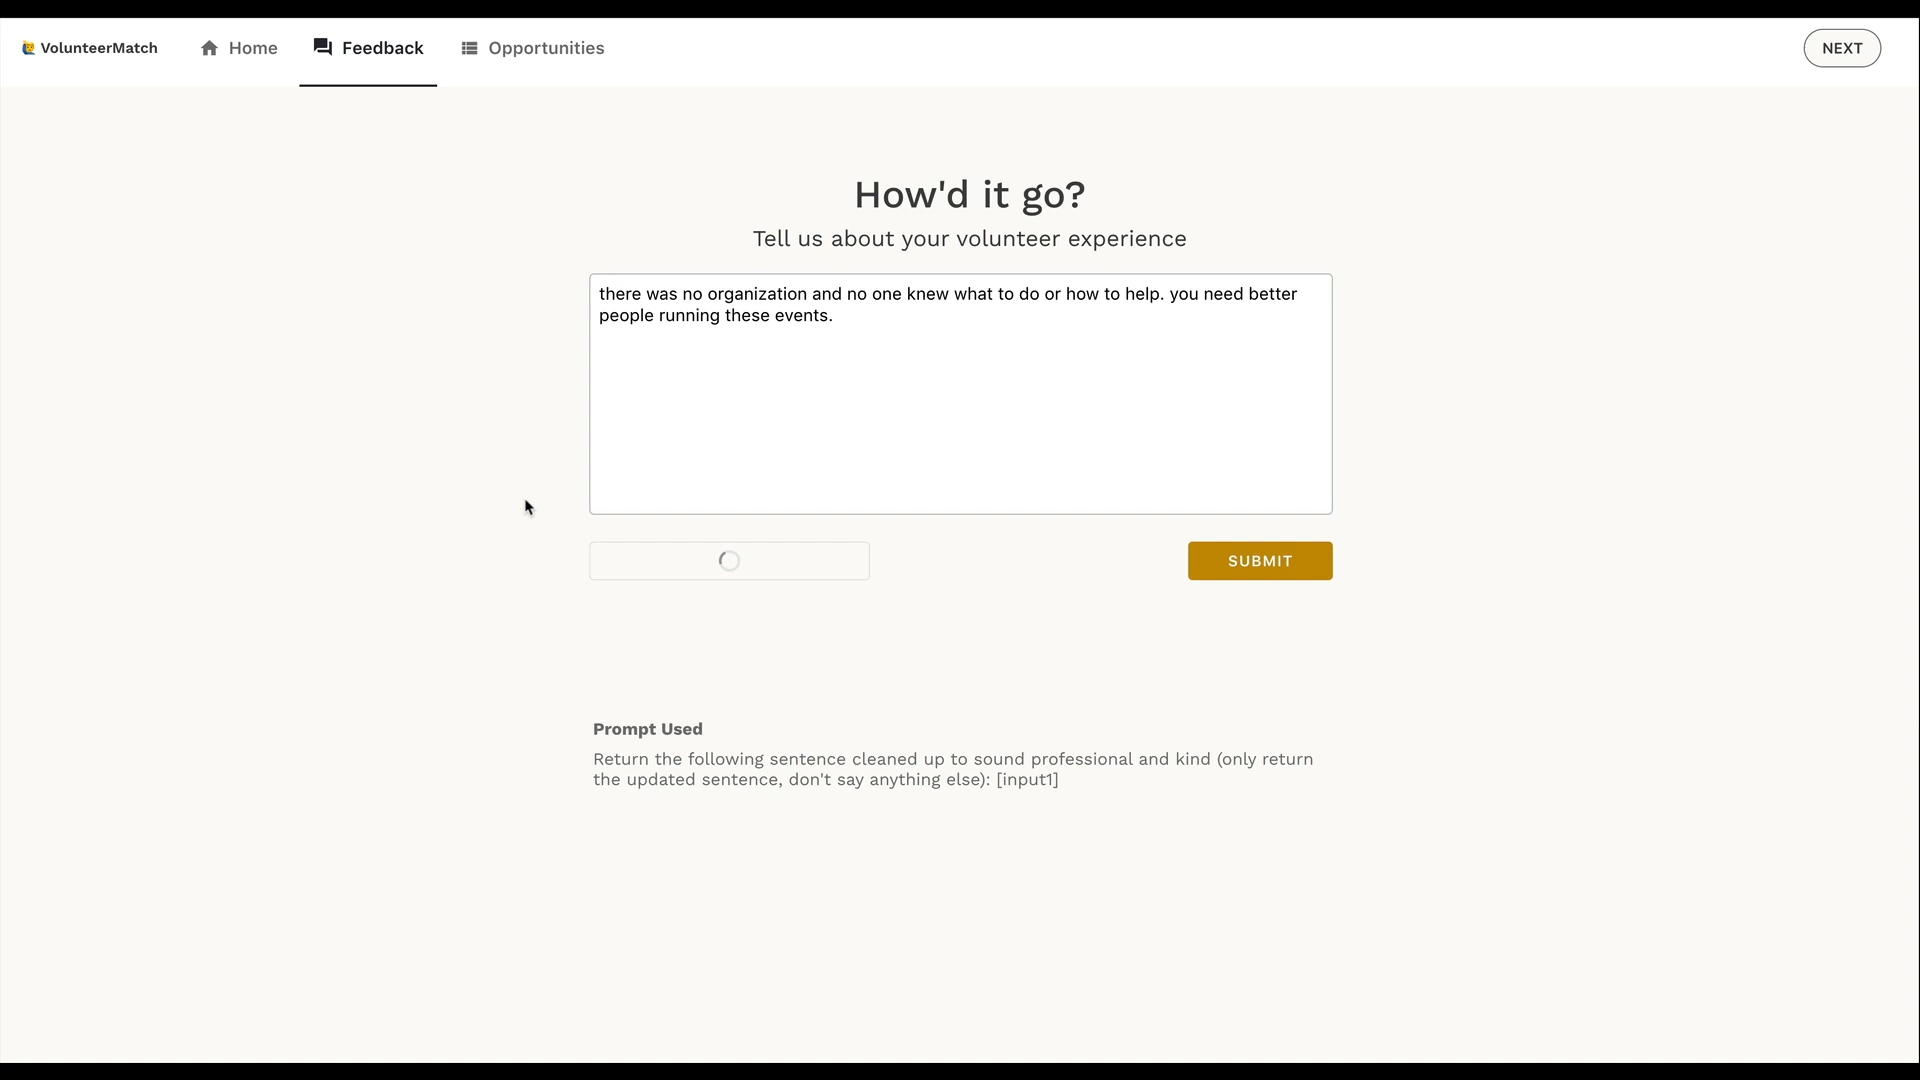 VolunteerMatch
Home
Feedback
Opportunities
NEXT
How'd it go?
Tell us about your volunteer experience
there was no organization and no one knew what to do or how to help. you need better
people running these events.
SUBMIT
Prompt Used
Return the following sentence cleaned up to sound professional and kind (only return
the updated sentence, don't say anything else): [input1]